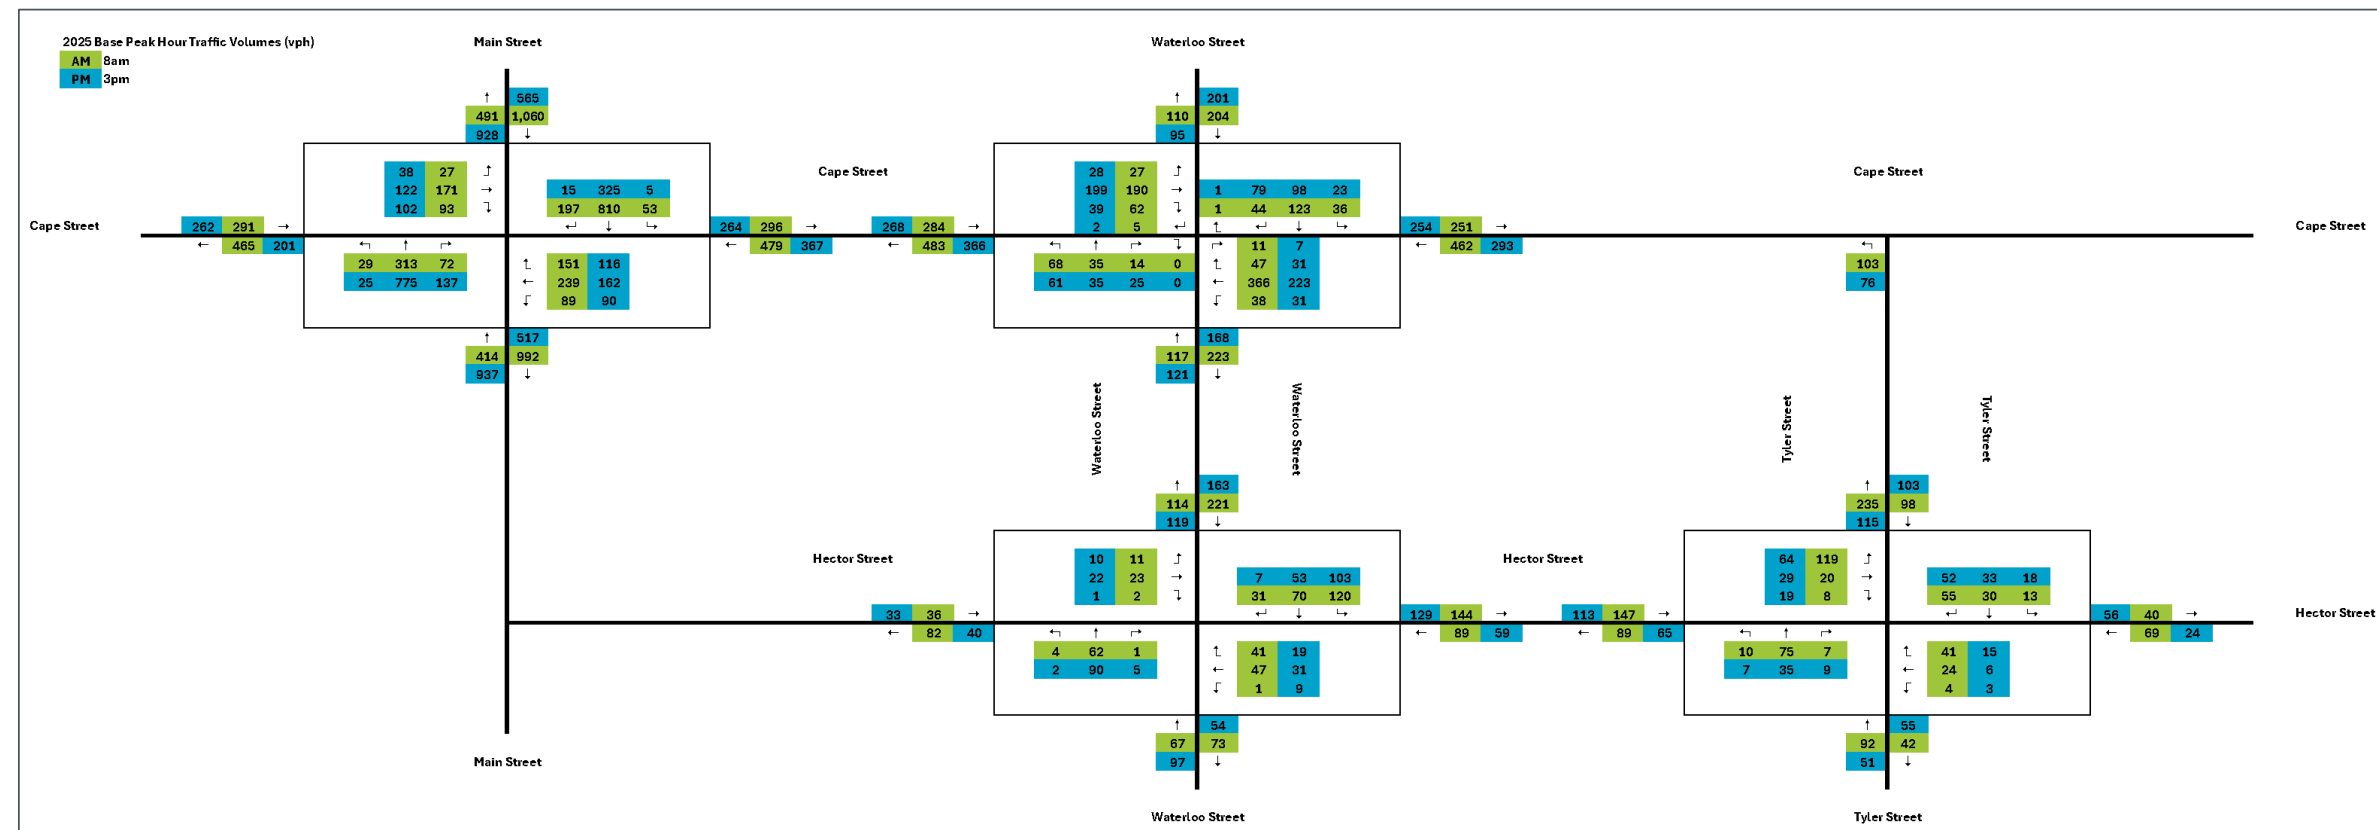 2025 Base Peak Hour Traffic Volumes (vph) Main Street Waterloo Street
AM 8am
PM 3pm
↑ 565 ↑ 201
491 1,060 110 204
928 ↓ 95 ↓
38 27 ↱ Cape Street 28 27 ↱ Cape Street
122 171 → 15 325 5 199 190 → 1 79 98 23
102 93 ↴ 197 810 53 39 62 ↴ 1 44 123 36
Cape Street 262 291 → ↵ ↓ ↳ 264 296 → 268 284 → 2 5 ↵ ↥ ↵ ↓ ↳ 254 251 → Cape Street
← 465 201 ↰ ↑ ↱ ← 479 367 ← 483 366 ↰ ↑ ↱ ↴ ↱ 11 7 ← 462 293 ↰
29 313 72 ↰ 151 116 68 35 14 0 ↰ 47 31 103
25 775 137 ← 239 162 61 35 25 0 ← 366 223 76
↲ 89 90 ↲ 38 31
↑ 517 ↑ 168
414 992 117 223
937 ↓ 121 ↓
Waterloo Street Waterloo Street Tyler Street Tyler Street
↑ 163 ↑ 103
114 221 235 98
119 ↓ 115 ↓
Hector Street 10 11 ↱ Hector Street 64 119 ↱
22 23 → 7 53 103 29 20 → 52 33 18
1 2 ↴ 31 70 120 19 8 ↴ 55 30 13
33 36 → ↵ ↓ ↳ 129 144 → 113 147 → ↵ ↓ ↳ 56 40 → Hector Street
← 82 40 ↰ ↑ ↱ ← 89 59 ← 89 65 ↰ ↑ ↱ ← 69 24
4 62 1 ↰ 41 19 10 75 7 ↰ 41 15
2 90 5 ← 47 31 7 35 9 ← 24 6
↲ 1 9 ↲ 4 3
↑ 54 ↑ 55
67 73 92 42
Main Street 97 ↓ 51 ↓
Waterloo Street Tyler Street